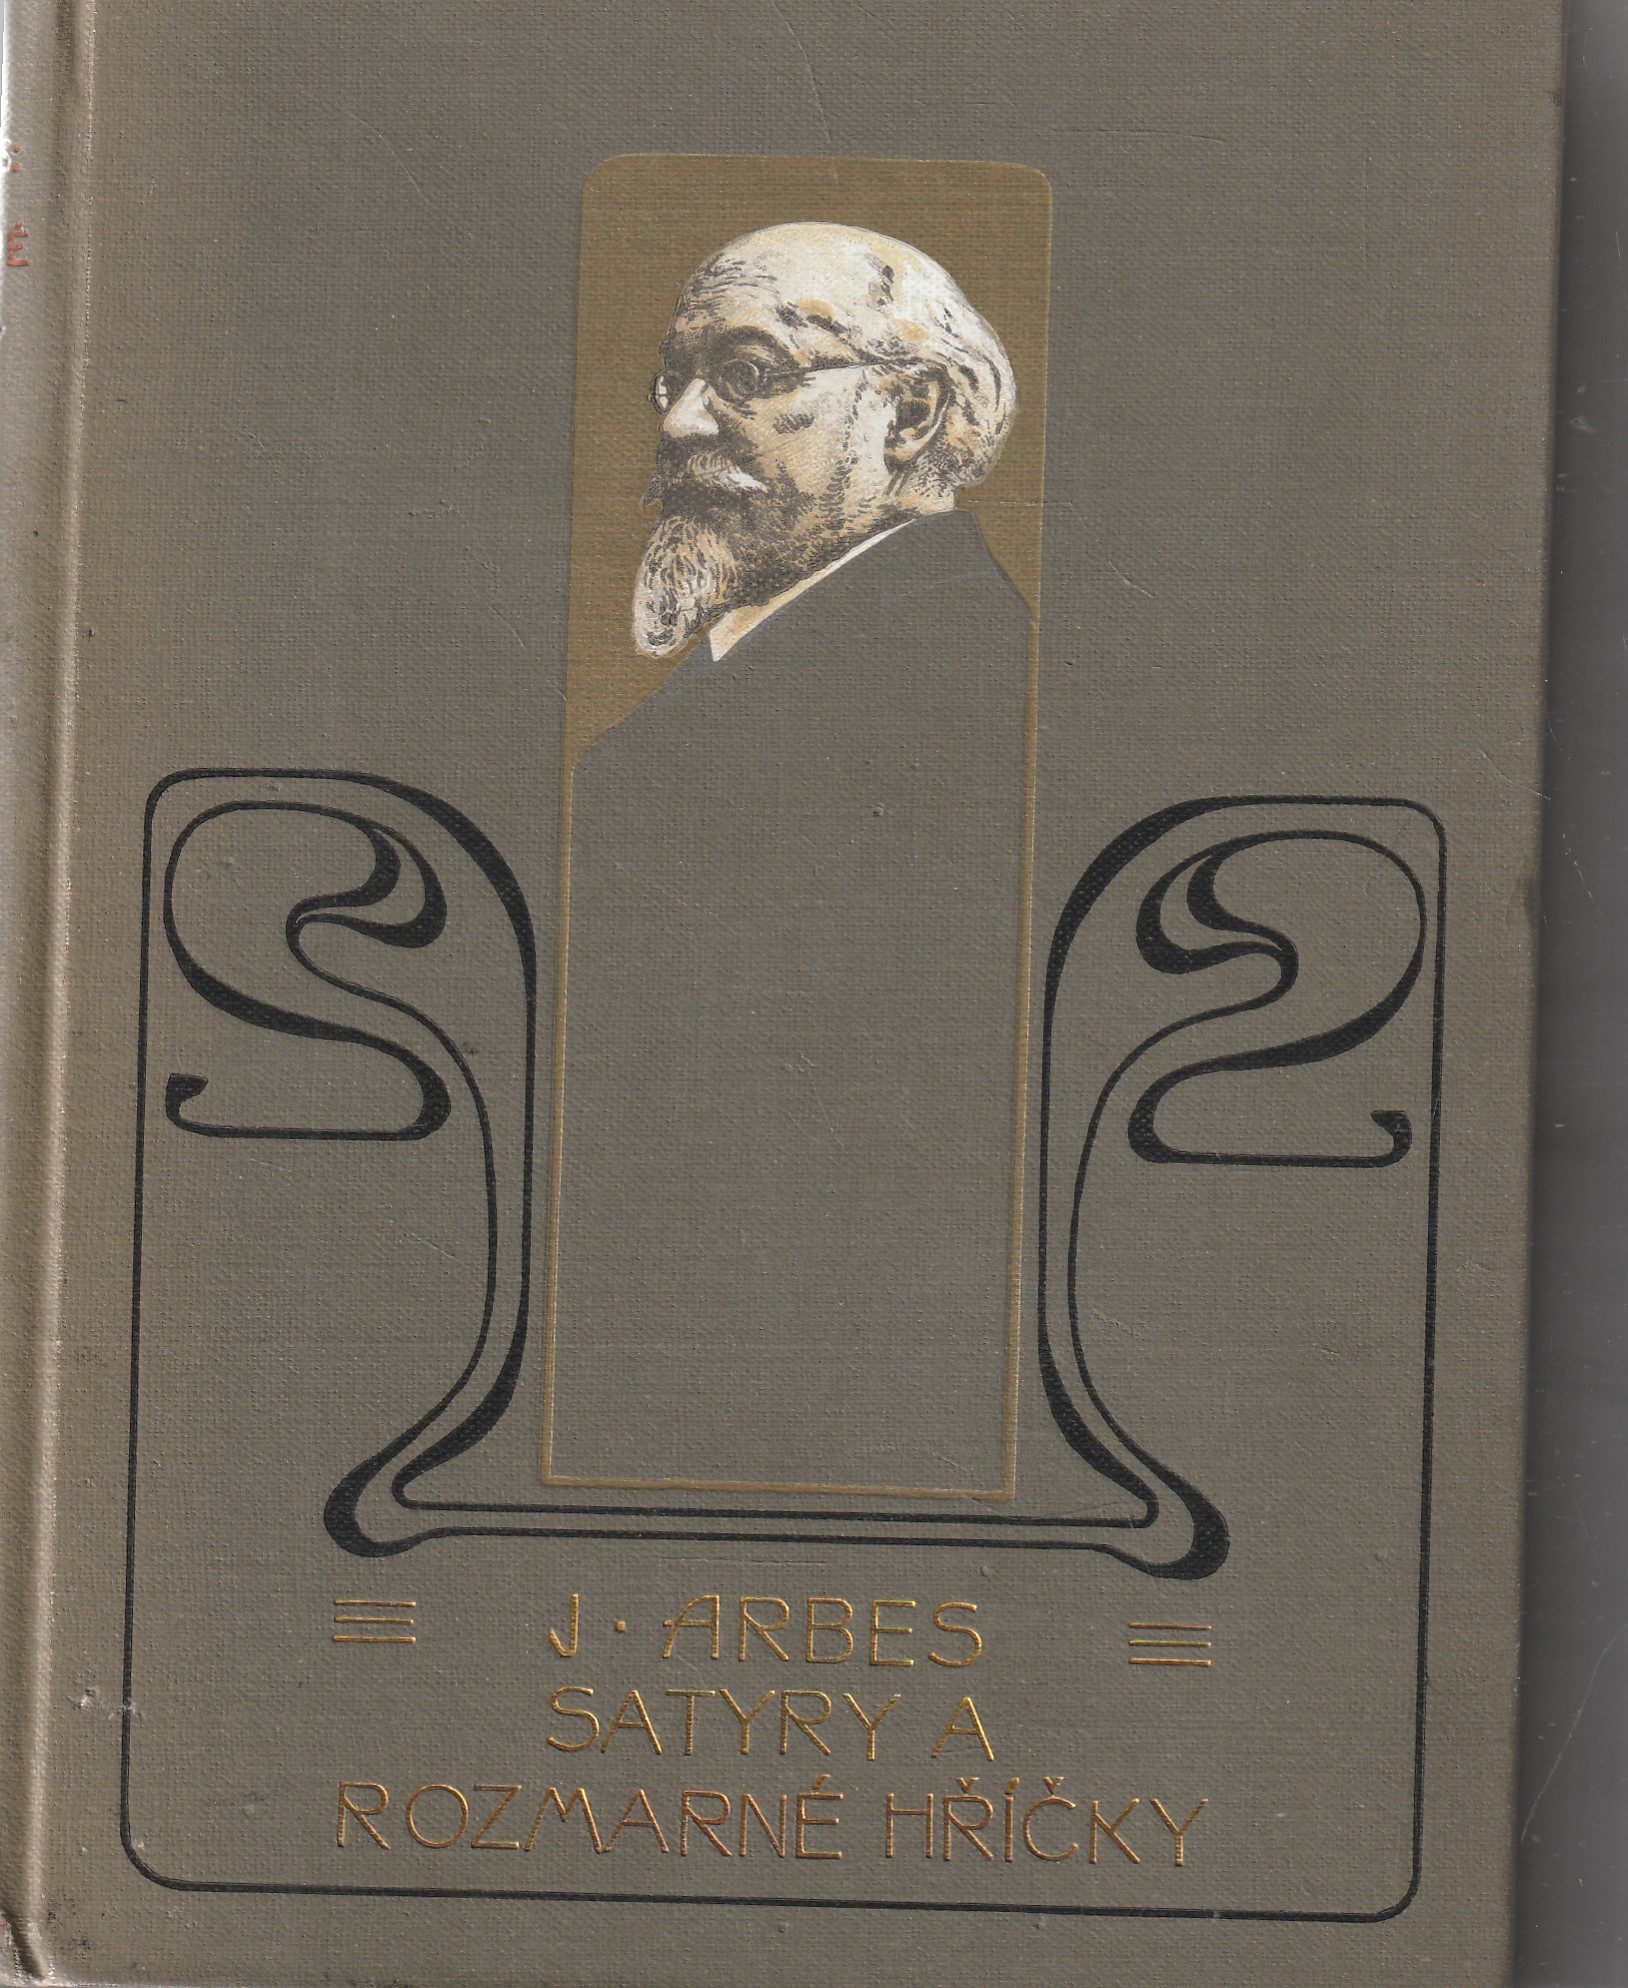 J. ARBES
SATYRY A
ROZMARNÉ HŘÍČKY